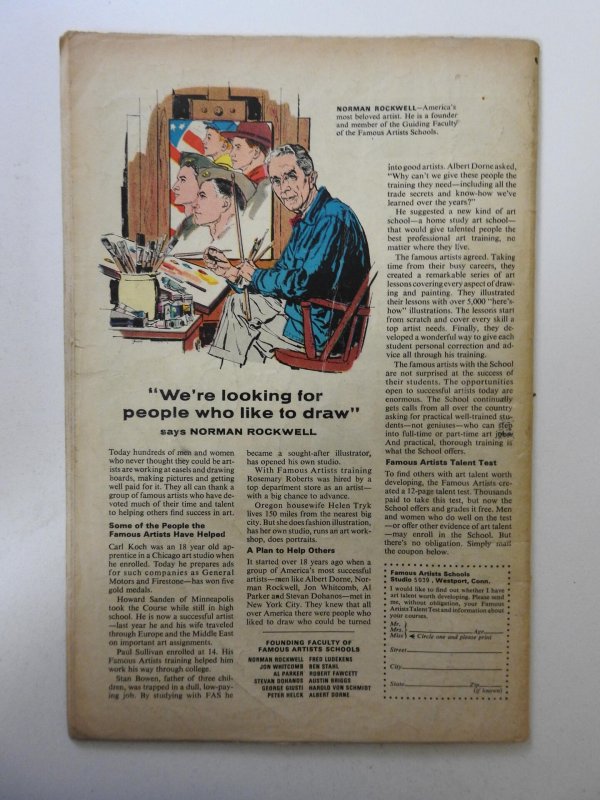 NORMAN ROCKWELL—America's
most beloved artist. He is a founder
and member of the Guiding Faculty
of the Famous Artists Schools.
"We're looking for
people who like to draw"
says NORMAN ROCKWELL
Today hundreds of men and women
who never thought they could be art-
ists are working at easels and drawing
boards, making pictures and getting
well paid for it. They all can thank a
group of famous artists who have de-
voted much of their time and talent
to helping others find success in art.
Some of the People the
Famous Artists Have Helped
Carl Koch was an 18 year old ap-
prentice in a Chicago art studio when
he enrolled. Today he prepares ads
for such companies as General
Motors and Firestone—has won five
gold medals.
Howard Sanden of Minneapolis
took the Course while still in high
school. He is now a successful artist
—last year he and his wife traveled
through Europe and the Middle East
on important art assignments.
Paul Sullivan enrolled at 14. His
Famous Artists training helped him
work his way through college.
Stan Bowen, father of three chil-
dren, was trapped in a dull, low-pay-
ing job. By studying with FAS he
became a sought-after illustrator,
has opened his own studio.
With Famous Artists training
Rosemary Roberts was hired by a
top department store as an artist—
with a big chance to advance.
Oregon housewife Helen Tryk
lives 150 miles from the nearest big
city. But she does fashion illustration,
has her own studio, runs an art work-
shop, does portraits.
A Plan to Help Others
It started over 18 years ago when a
group of America's most successful
artists—men like Albert Dorne, Nor-
man Rockwell, Jon Whitcomb, Al
Parker and Stevan Dohanos—met in
New York City. They knew that all
over America there were people who
liked to draw who could be turned
FOUNDING FACULTY OF
FAMOUS ARTISTS SCHOOLS
NORMAN ROCKWELL FRED LUDEKENS
JON WHITCOMB BEN STAHL
AL PARKER ROBERT FAWCETT
STEVAN DOHANOS AUSTIN BRIGGS
GEORGE GIUSTI HAROLD VON SCHMIDT
PETER HELCK ALBERT DORNE
into good artists. Albert Dorne asked,
"Why can't we give these people the
training they need—including all the
trade secrets and know-how we've
learned over the years?"
He suggested a new kind of art
school—a home study art school—
that would give talented people the
best professional art training, no
matter where they live.
The famous artists agreed. Taking
time from their busy careers, they
created a remarkable series of art
lessons covering every aspect of draw-
ing and painting. They illustrated
their lessons with over 5,000 "here's-
how" illustrations. The lessons start
from scratch and cover every skill a
top artist needs. Finally, they de-
veloped a wonderful way to give each
student personal correction and ad-
vice all through his training.
The famous artists with the School
are not surprised at the success of
their students. The opportunities
open to successful artists today are
enormous. The School continually
gets calls from all over the country
asking for practical well-trained stu-
dents—not geniuses—who can step
into full-time or part-time art jobs.
And practical, thorough training is
what the School offers.
Famous Artists Talent Test
To find others with art talent worth
developing, the Famous Artists cre-
ated a 12-page talent test. Thousands
paid to take this test, but now the
School offers and grades it free. Men
and women who do well on the test
—or offer other evidence of art talent
—may enroll in the School. But
there's no obligation. Simply mail
the coupon below.
Famous Artists Schools
Studio 5039, Westport, Conn.
I would like to find out whether I have
art talent worth developing. Please send
me, without obligation, your Famous
Artists Talent Test and information about
your courses.
Mr.
Mrs. Age
Miss Circle one and please print
Street
City
State Zip
(if known)